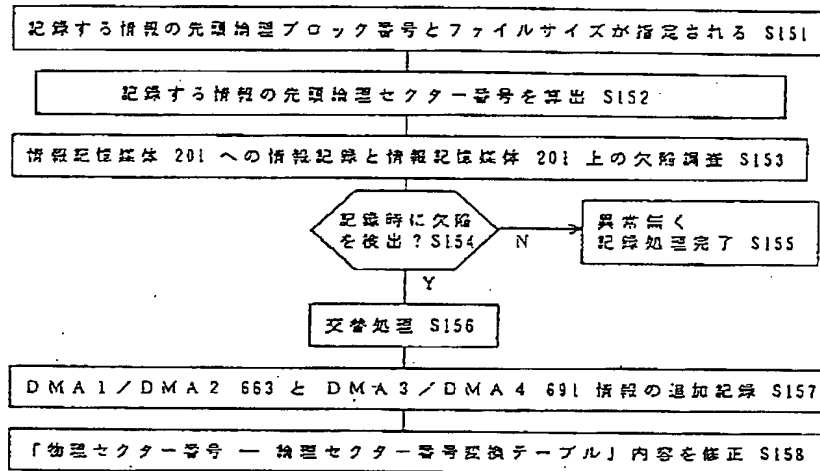 記録する情報の先頭論理ブロック番号とファイルサイズが指定される S151
記録する情報の先頭論理セクター番号を算出 S152
情報記憶媒体 201 への情報記録と情報記憶媒体 201 上の欠陥調査 S153
記録時に欠陥
を検出？S154
N
異常無く
記録処理完了 S155
Y
交替処理 S156
DMA1／DMA2 663 と DMA3／DMA4 691 情報の追加記録 S157
「物理セクター番号 — 論理セクター番号変換テーブル」内容を修正 S158